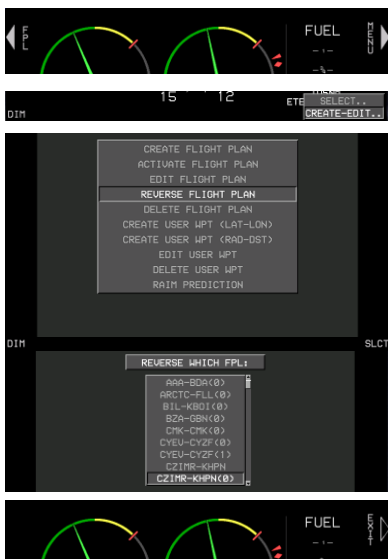 FPL
FUEL
MENU
15 12
ETE
SELECT..
DIM
CREATE-EDIT..
CREATE FLIGHT PLAN
ACTIVATE FLIGHT PLAN
EDIT FLIGHT PLAN
REVERSE FLIGHT PLAN
DELETE FLIGHT PLAN
CREATE USER WPT (LAT-LON)
CREATE USER WPT (RAD-DST)
EDIT USER WPT
DELETE USER WPT
RAIM PREDICTION
DIM
SLCT
REVERSE WHICH FPL:
AAA-BDA(0)
ARCTC-FLL(0)
BIL-KBOI(0)
BZA-GBN(0)
CMK-CMK(0)
CYEV-CYZF(0)
CYEV-CYZF(1)
CZIMR-KHPN
CZIMR-KHPN(0)
FUEL
EXIT